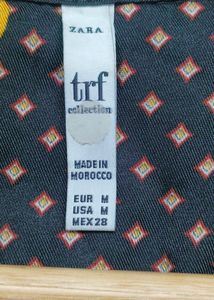 ZARA
trf
collection
MADE IN
MOROCCO
EUR M
USA M
MEX 28